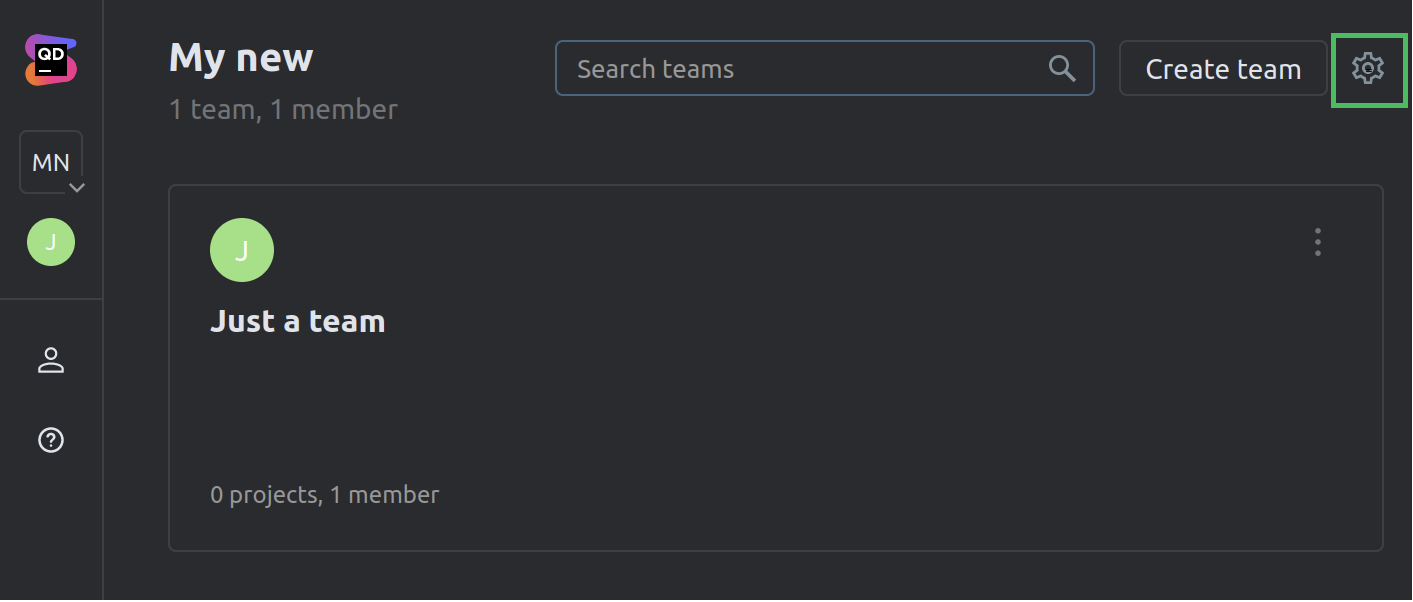 QD
MN
J
My new
1 team, 1 member
Search teams
Create team
J
Just a team
0 projects, 1 member